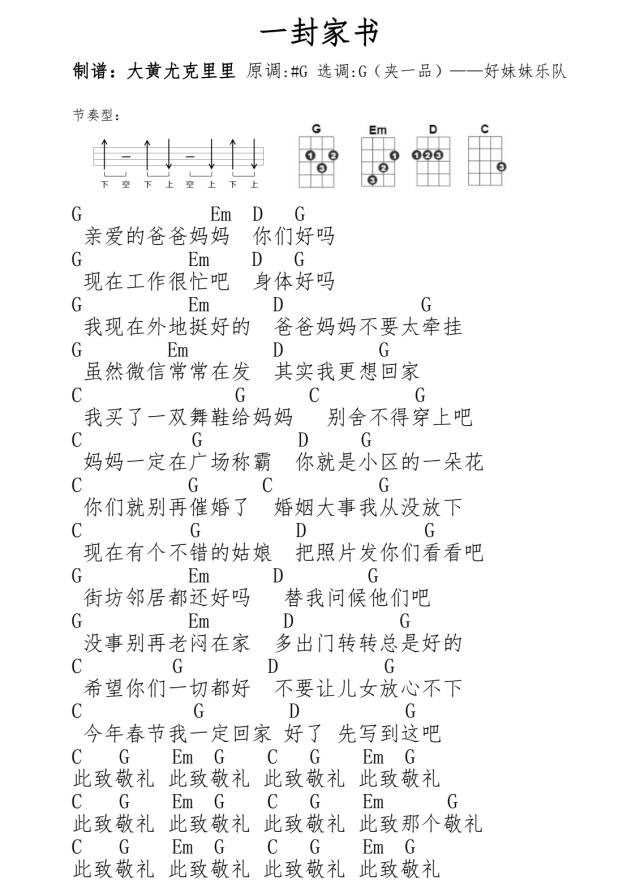 一封家书
制谱：大黄尤克里里 原调:#G 选调:G（夹一品）——好妹妹乐队
节奏型：
G Em D C
1 2 3 1 2 3 1 2 3 3
下 空 下 上 空 上 下 上
G Em D G
亲爱的爸爸妈妈 你们好吗
G Em D G
现在工作很忙吧 身体好吗
G Em D G
我现在外地挺好的 爸爸妈妈不要太牵挂
G Em D G
虽然微信常常在发 其实我更想回家
C G C G
我买了一双舞鞋给妈妈 别舍不得穿上吧
C G D G
妈妈一定在广场称霸 你就是小区的一朵花
C G C G
你们就别再催婚了 婚姻大事我从没放下
C G D G
现在有个不错的姑娘 把照片发你们看看吧
G Em D G
街坊邻居都还好吗 替我问候他们吧
G Em D G
没事别再老闷在家 多出门转转总是好的
C G D G
希望你们一切都好 不要让儿女放心不下
C G D G
今年春节我一定回家 好了 先写到这吧
C G Em G C G Em G
此致敬礼 此致敬礼 此致敬礼 此致敬礼
C G Em G C G Em G
此致敬礼 此致敬礼 此致敬礼 此致那个敬礼
C G Em G C G Em G
此致敬礼 此致敬礼 此致敬礼 此致敬礼